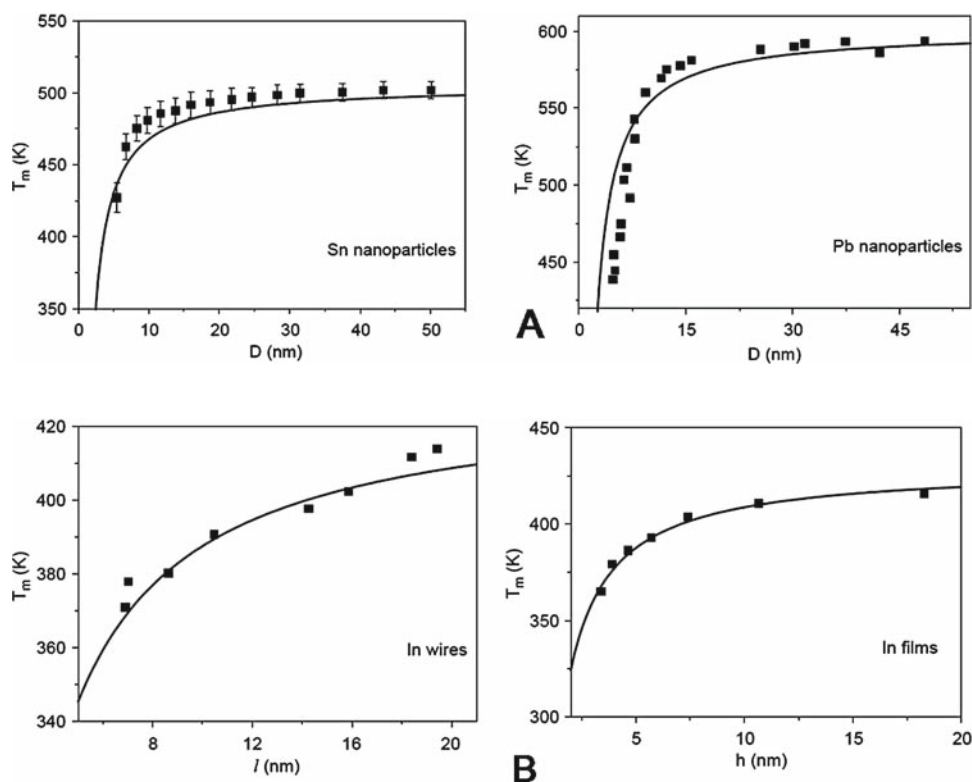 550
500
450
400
350
0
10
20
30
40
50
T_m (K)
D (nm)
Sn nanoparticles
600
550
500
450
0
15
30
45
T_m (K)
D (nm)
Pb nanoparticles
A
420
400
380
360
340
8
12
16
20
T_m (K)
l (nm)
In wires
450
400
350
300
5
10
15
20
T_m (K)
h (nm)
In films
B